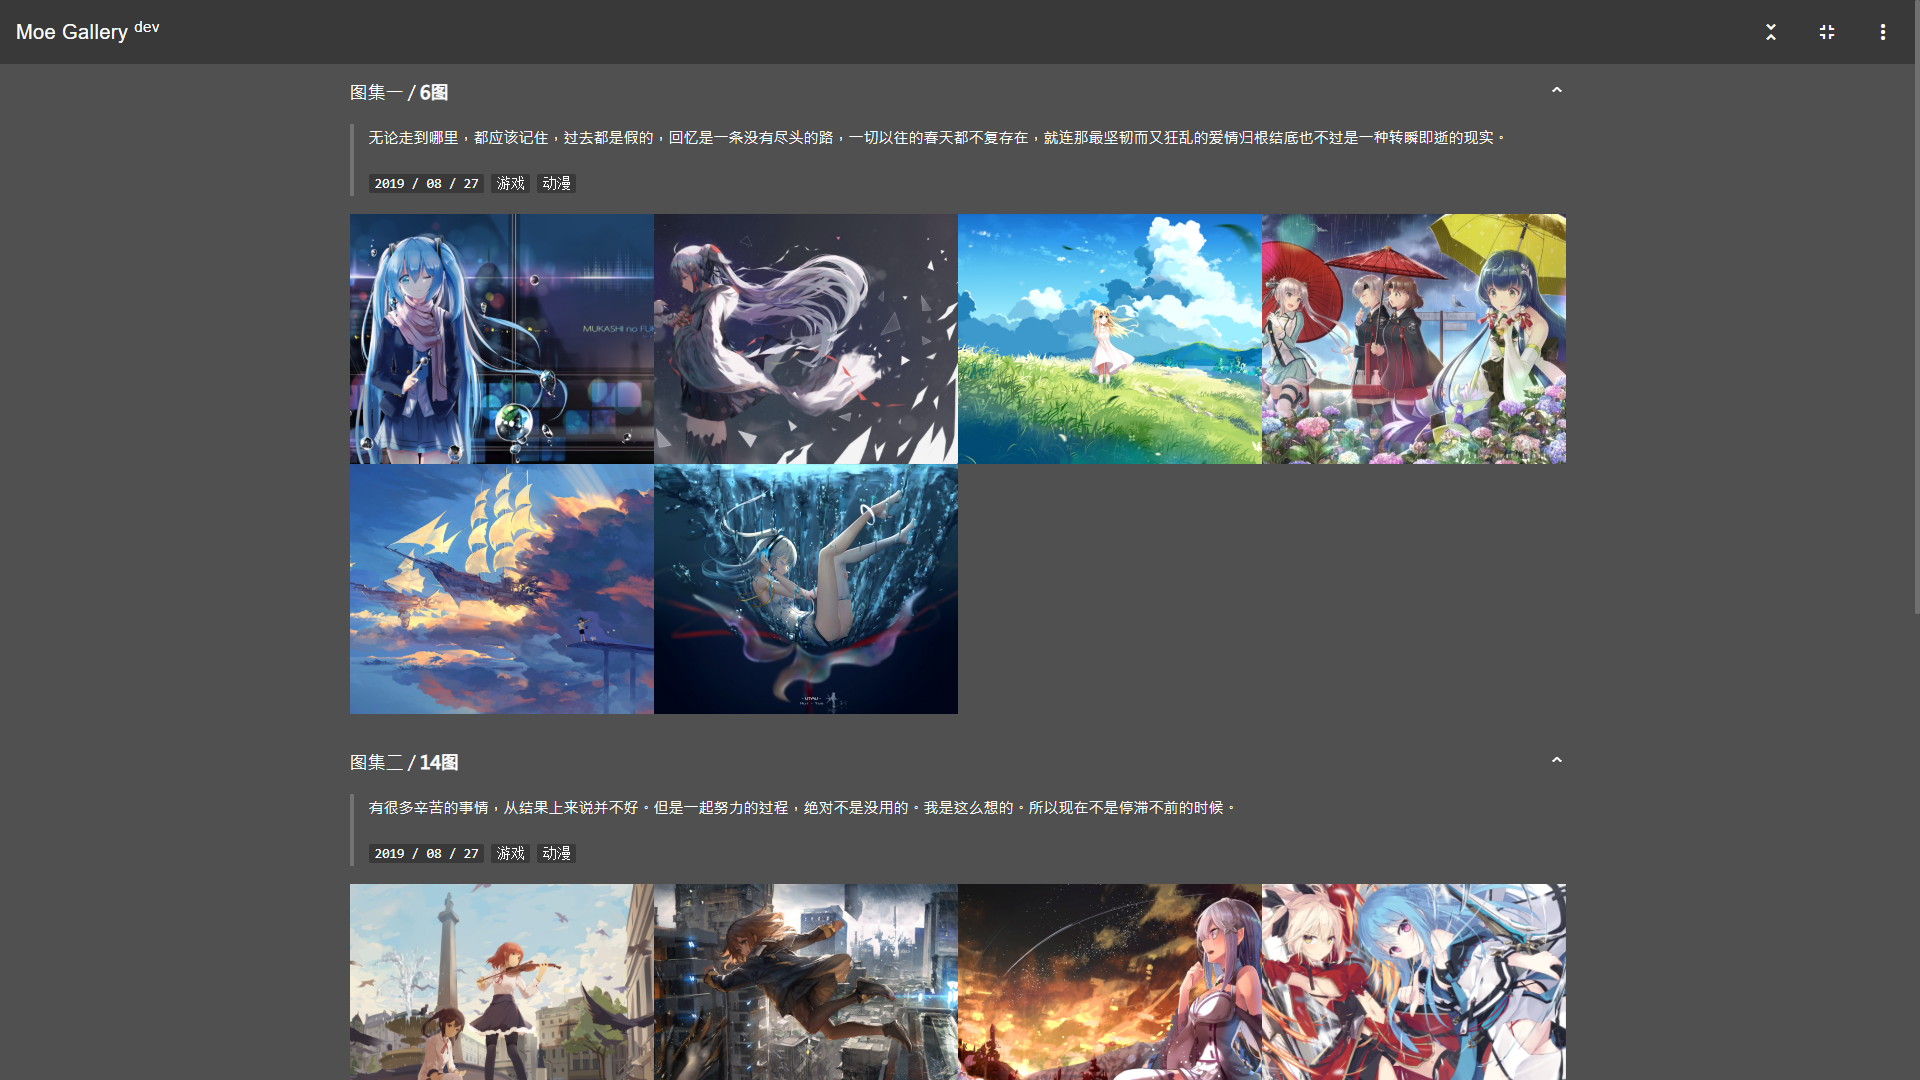 Moe Gallery dev
图集一 / 6图
无论走到哪里，都应该记住，过去都是假的，回忆是一条没有尽头的路，一切以往的春天都不复存在，就连那最坚韧而又狂乱的爱情归根结底也不过是一种转瞬即逝的现实。
2019 / 08 / 27 游戏 动漫
MUKASHI no FU
图集二 / 14图
有很多辛苦的事情，从结果上来说并不好。但是一起努力的过程，绝对不是没用的。我是这么想的。所以现在不是停滞不前的时候。
2019 / 08 / 27 游戏 动漫